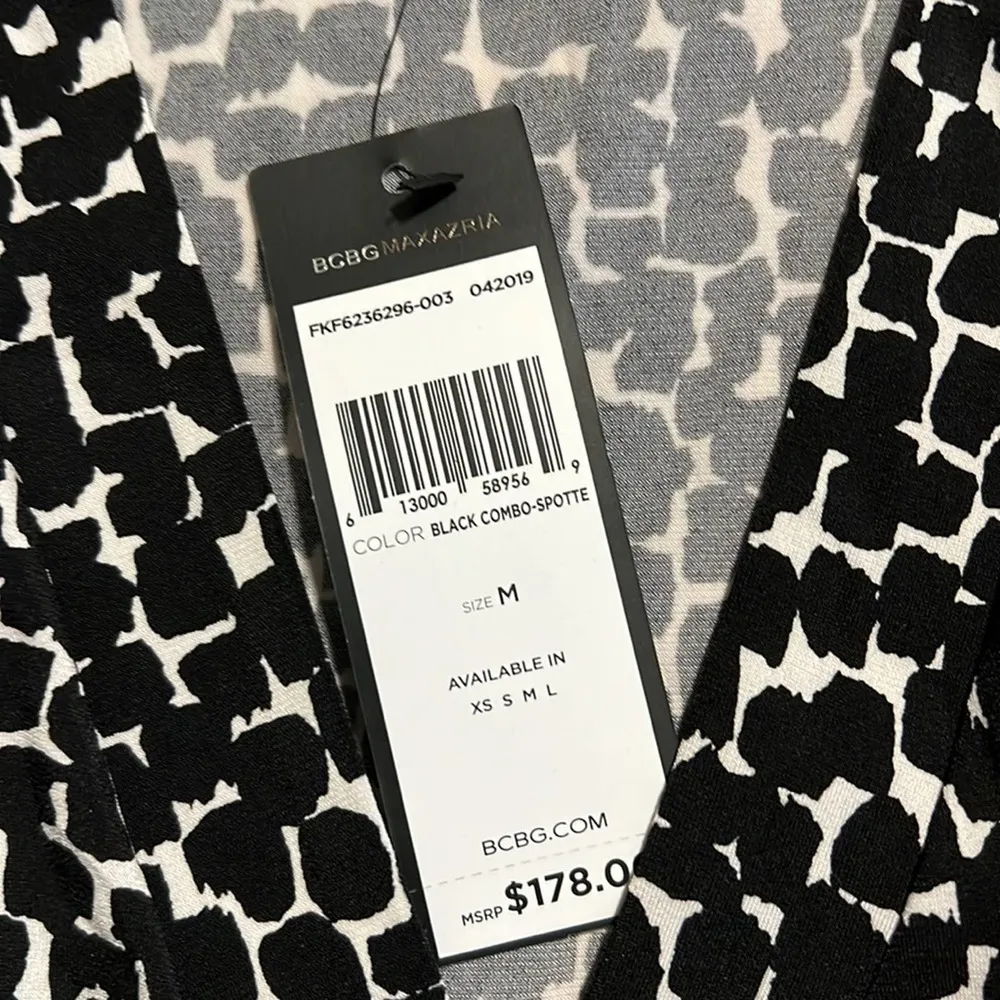 BCBGMAXAZRIA
FKF6236296-003 042019
6 13000 58956 9
COLOR BLACK COMBO-SPOTTE
SIZE M
AVAILABLE IN
XS S M L
BCBG.COM
MSRP $178.0